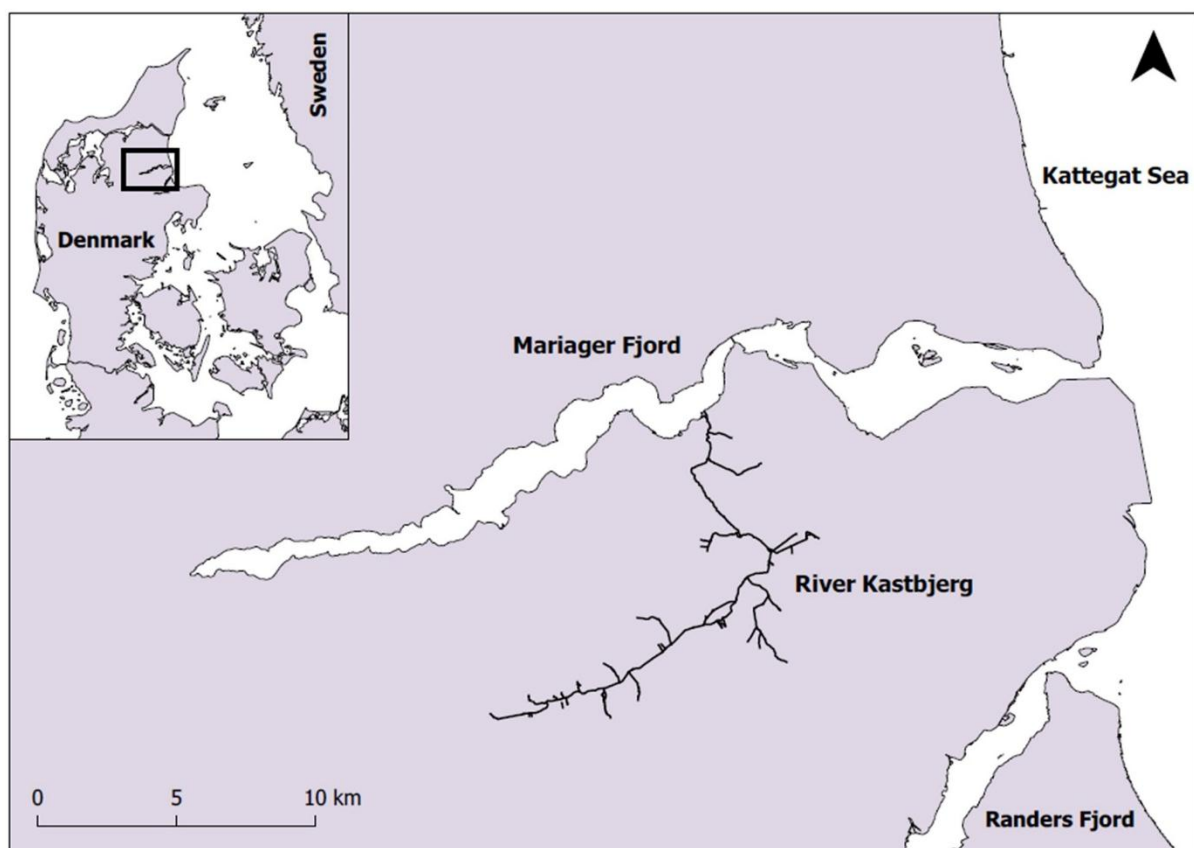 Sweden
Denmark
Kattegat Sea
Mariager Fjord
River Kastbjerg
0 5 10 km
Randers Fjord